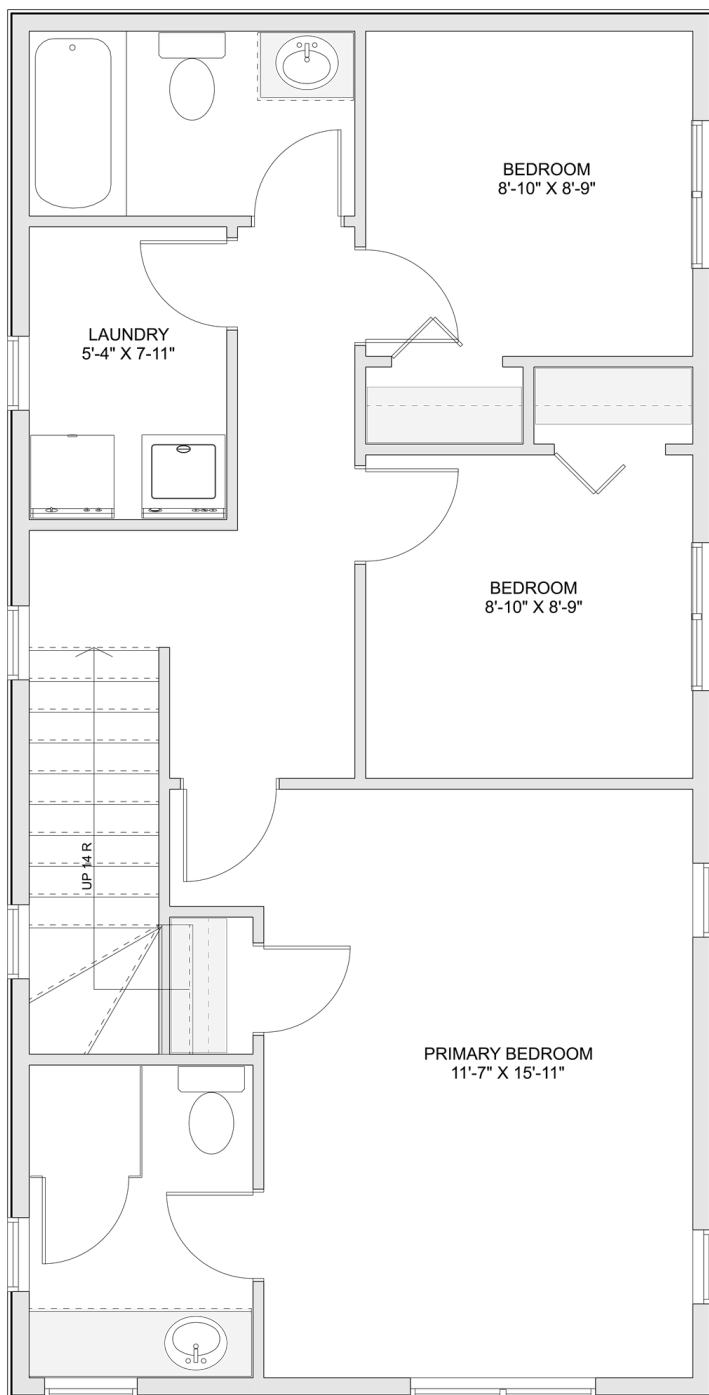 BEDROOM
8'-10" X 8'-9"
LAUNDRY
5'-4" X 7-11"
BEDROOM
8'-10" X 8'-9"
UP 14 R
PRIMARY BEDROOM
11'-7" X 15'-11"